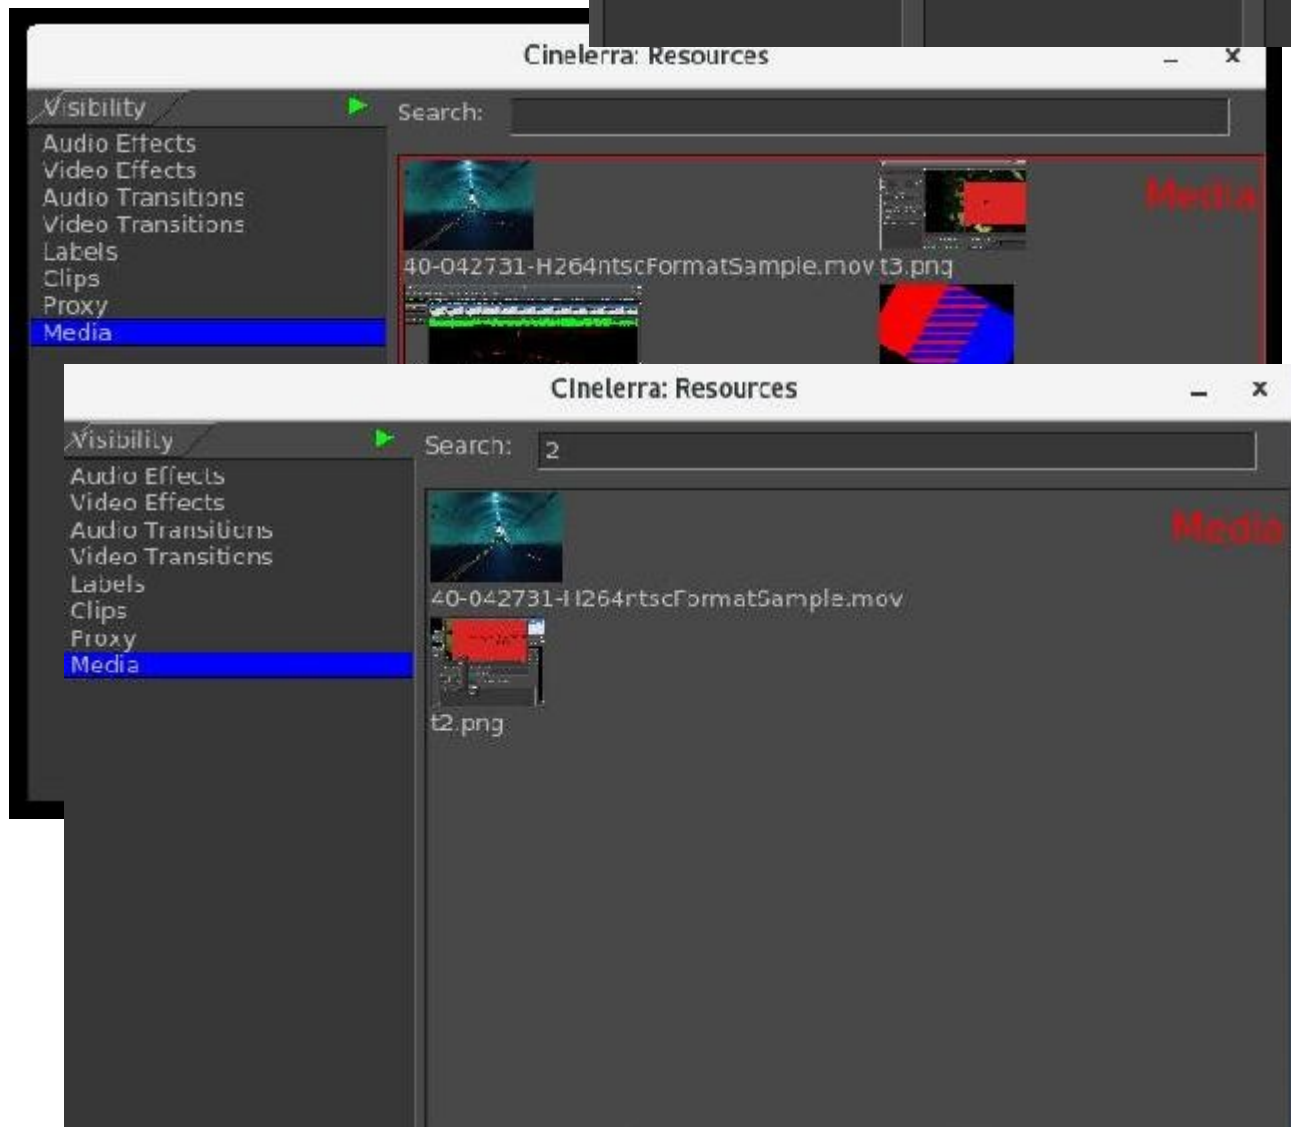 Cinelerra: Resources
Visibility
Search:
Audio Effects
Video Effects
Audio Transitions
Video Transitions
Labels
Clips
Proxy
Media
Media
40-042731-H264ntscFormatSample.mov t3.png
Cinelerra: Resources
Visibility
Search: 2
Audio Effects
Video Effects
Audio Transitions
Video Transitions
Labels
Clips
Proxy
Media
Media
40-042731-H264ntscFormatSample.mov
t2.png